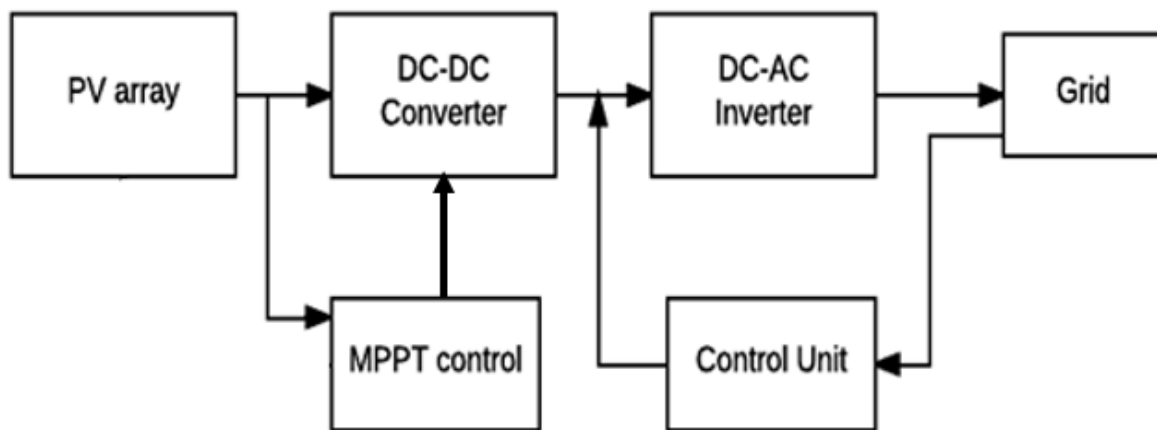 PV array
DC-DC
Converter
DC-AC
Inverter
Grid
MPPT control
Control Unit